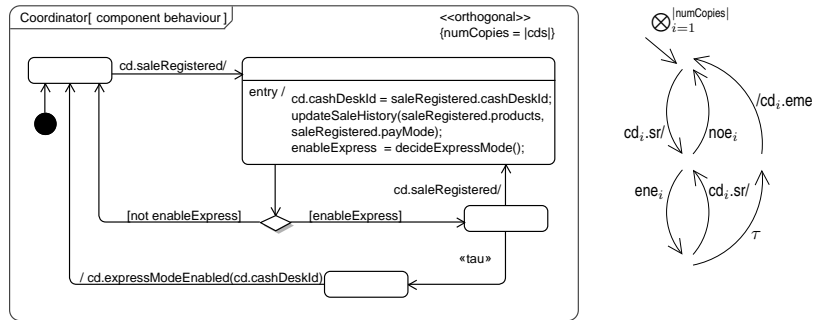 Coordinator[ component behaviour ]
<<orthogonal>>
{numCopies = |cds|}
cd.saleRegistered/
entry /
cd.cashDeskId = saleRegistered.cashDeskId;
updateSaleHistory(saleRegistered.products,
saleRegistered.payMode);
enableExpress = decideExpressMode();
cd.saleRegistered/
[not enableExpress]
[enableExpress]
«tau»
/ cd.expressModeEnabled(cd.cashDeskId)
⊗|numCopies|i=1
/cdi.eme
cdi.sr/
noei
enei
cdi.sr/
τ